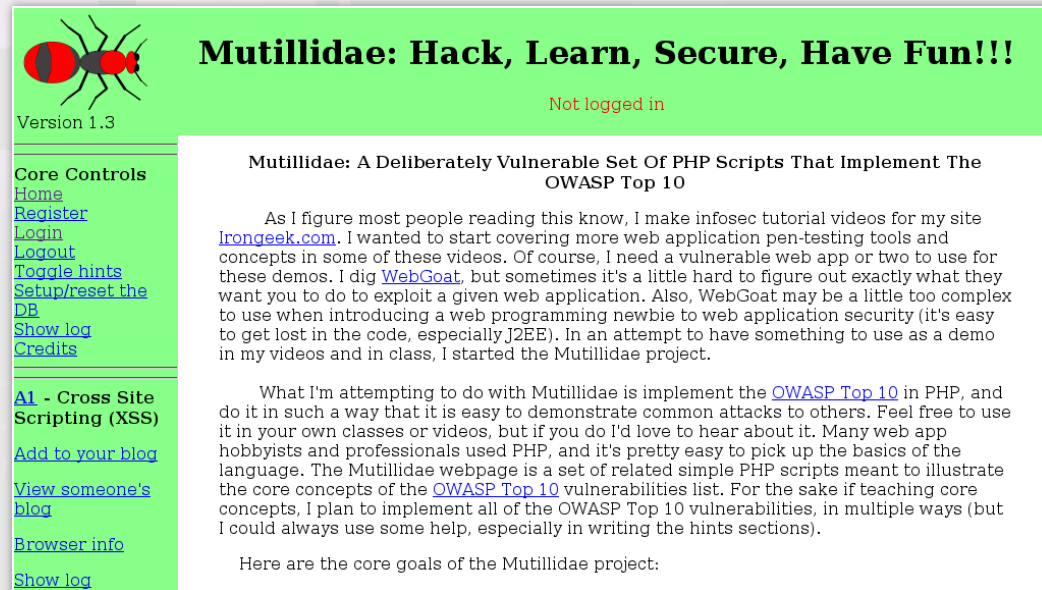 Mutillidae: Hack, Learn, Secure, Have Fun!!!
Not logged in
Version 1.3
Core Controls
Home
Register
Login
Logout
Toggle hints
Setup/reset the
DB
Show log
Credits
A1 - Cross Site
Scripting (XSS)
Add to your blog
View someone's
blog
Browser info
Show log
Mutillidae: A Deliberately Vulnerable Set Of PHP Scripts That Implement The
OWASP Top 10
As I figure most people reading this know, I make infosec tutorial videos for my site
Irongeek.com. I wanted to start covering more web application pen-testing tools and
concepts in some of these videos. Of course, I need a vulnerable web app or two to use for
these demos. I dig WebGoat, but sometimes it's a little hard to figure out exactly what they
want you to do to exploit a given web application. Also, WebGoat may be a little too complex
to use when introducing a web programming newbie to web application security (it's easy
to get lost in the code, especially J2EE). In an attempt to have something to use as a demo
in my videos and in class, I started the Mutillidae project.
What I'm attempting to do with Mutillidae is implement the OWASP Top 10 in PHP, and
do it in such a way that it is easy to demonstrate common attacks to others. Feel free to use
it in your own classes or videos, but if you do I'd love to hear about it. Many web app
hobbyists and professionals used PHP, and it's pretty easy to pick up the basics of the
language. The Mutillidae webpage is a set of related simple PHP scripts meant to illustrate
the core concepts of the OWASP Top 10 vulnerabilities list. For the sake if teaching core
concepts, I plan to implement all of the OWASP Top 10 vulnerabilities, in multiple ways (but
I could always use some help, especially in writing the hints sections).
Here are the core goals of the Mutillidae project: